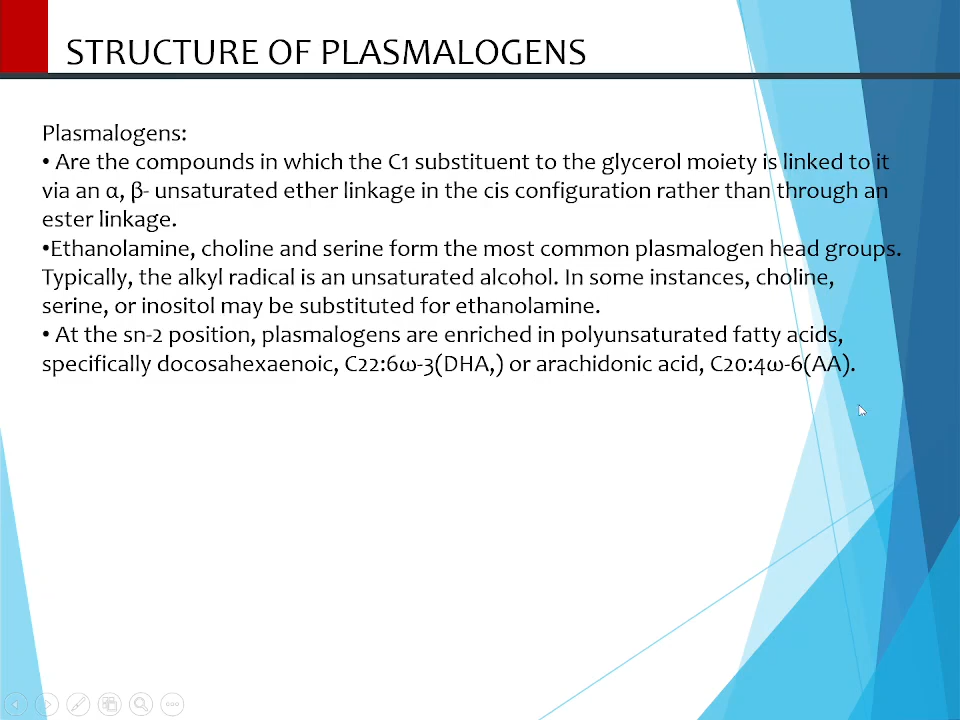 STRUCTURE OF PLASMALOGENS
Plasmalogens:
• Are the compounds in which the C1 substituent to the glycerol moiety is linked to it
via an α, β- unsaturated ether linkage in the cis configuration rather than through an
ester linkage.
•Ethanolamine, choline and serine form the most common plasmalogen head groups.
Typically, the alkyl radical is an unsaturated alcohol. In some instances, choline,
serine, or inositol may be substituted for ethanolamine.
• At the sn-2 position, plasmalogens are enriched in polyunsaturated fatty acids,
specifically docosahexaenoic, C22:6ω-3(DHA,) or arachidonic acid, C20:4ω-6(AA).